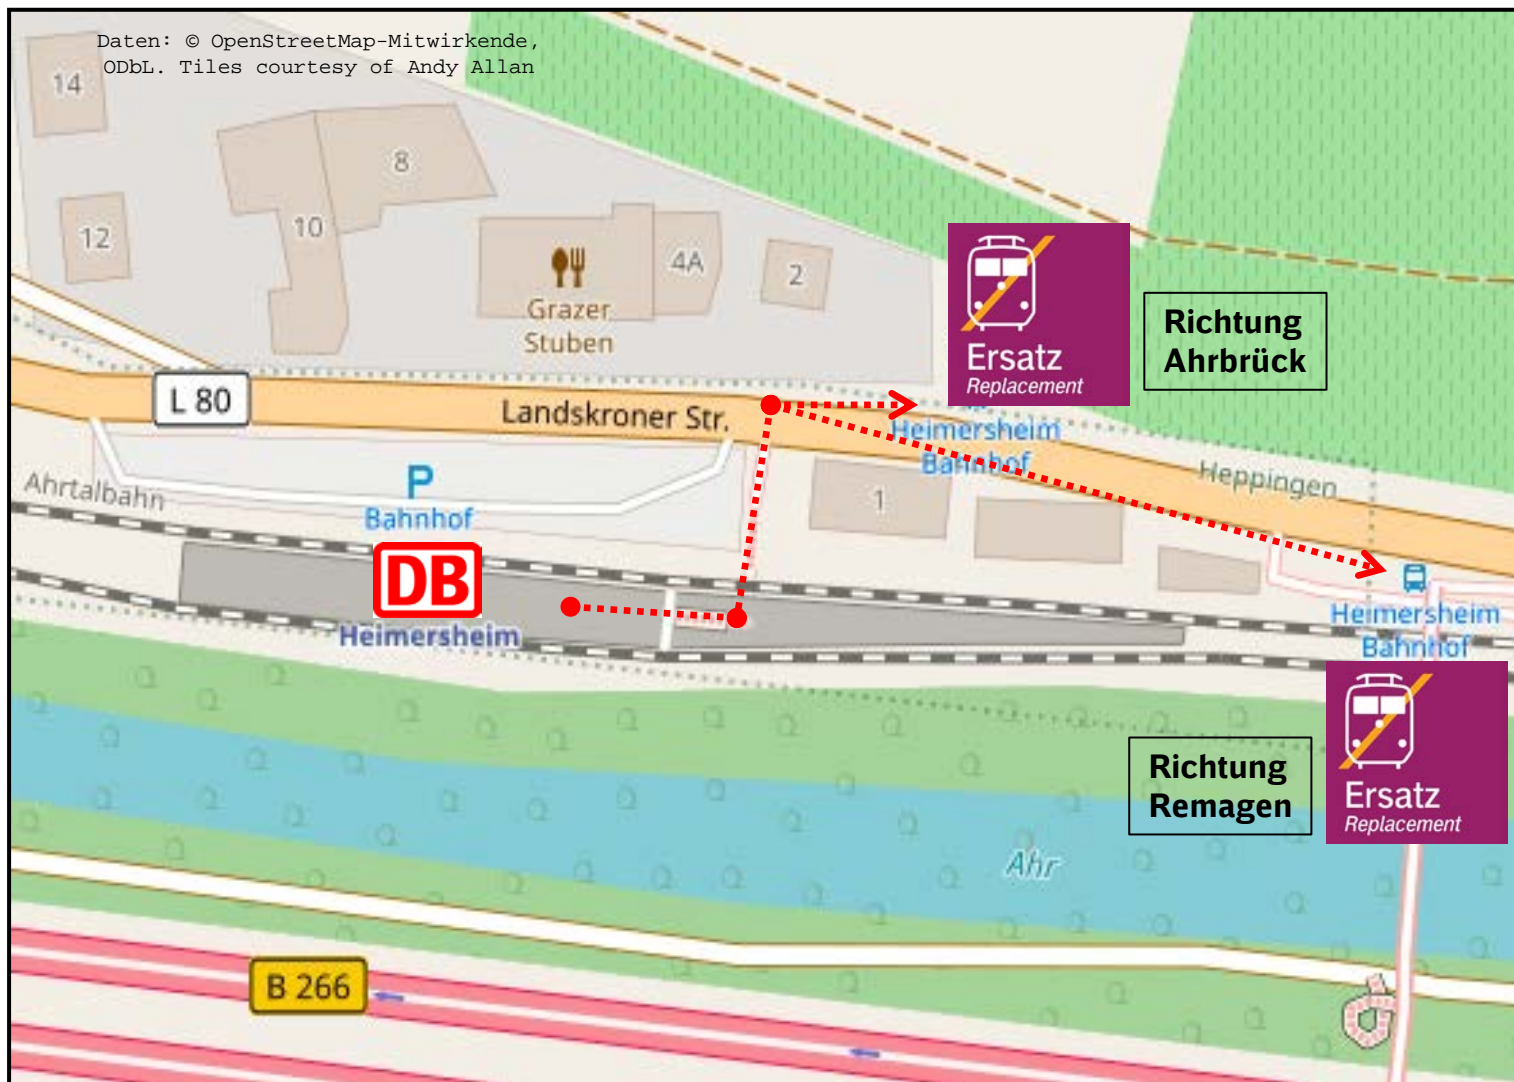 Daten: © OpenStreetMap-Mitwirkende,
ODbL. Tiles courtesy of Andy Allan
14
8
10
12
4A
2
Grazer
Stuben
Ersatz
Replacement
Richtung
Ahrbrück
L 80
Landskroner Str.
Heimersheim
Bahnhof
Heppingen
Ahrtalbahn
P
Bahnhof
1
DB
Heimersheim
Heimersheim
Bahnhof
Richtung
Remagen
Ersatz
Replacement
Ahr
B 266